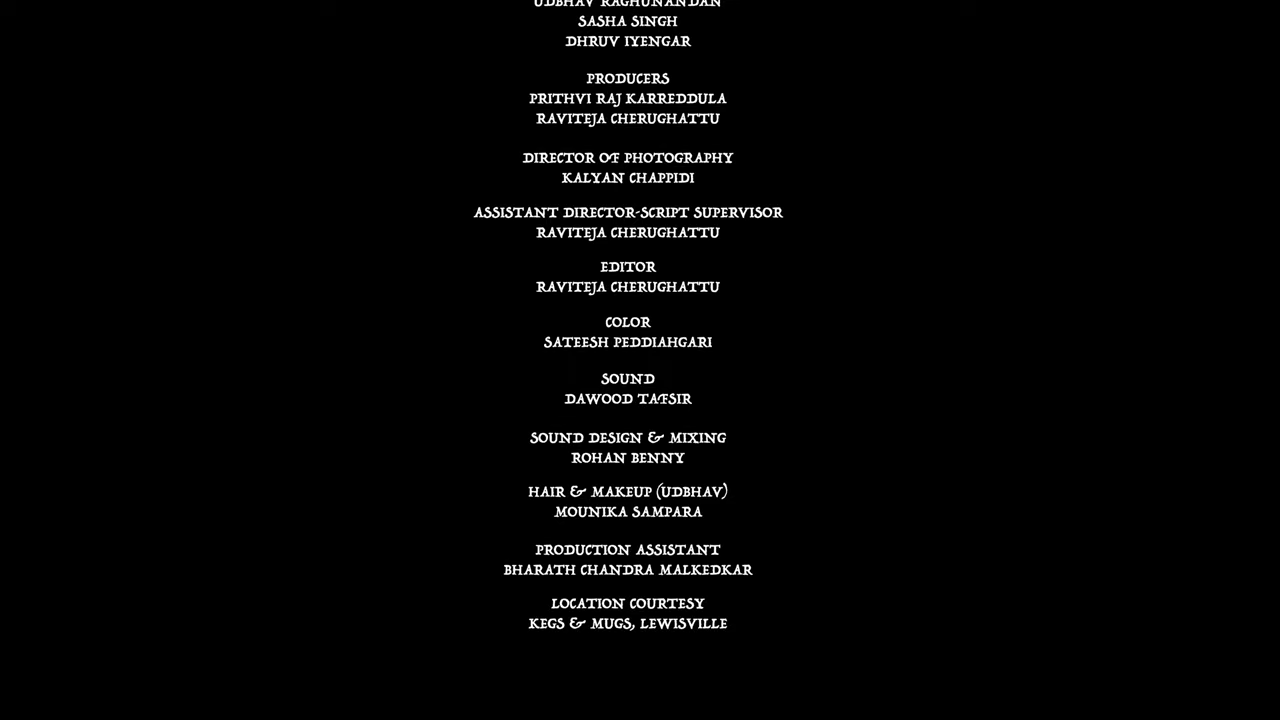 UDBHAV RAGHUNANDAN
SASHA SINGH
DHRUV IYENGAR
PRODUCERS
PRITHVI RAJ KARREDDULA
RAVITEJA CHERUGHATTU
DIRECTOR OF PHOTOGRAPHY
KALYAN CHAPPIDI
ASSISTANT DIRECTOR-SCRIPT SUPERVISOR
RAVITEJA CHERUGHATTU
EDITOR
RAVITEJA CHERUGHATTU
COLOR
SATEESH PEDDIAHGARI
SOUND
DAWOOD TAFSIR
SOUND DESIGN & MIXING
ROHAN BENNY
HAIR & MAKEUP (UDBHAV)
MOUNIKA SAMPARA
PRODUCTION ASSISTANT
BHARATH CHANDRA MALKEDKAR
LOCATION COURTESY
KEGS & MUGS, LEWISVILLE